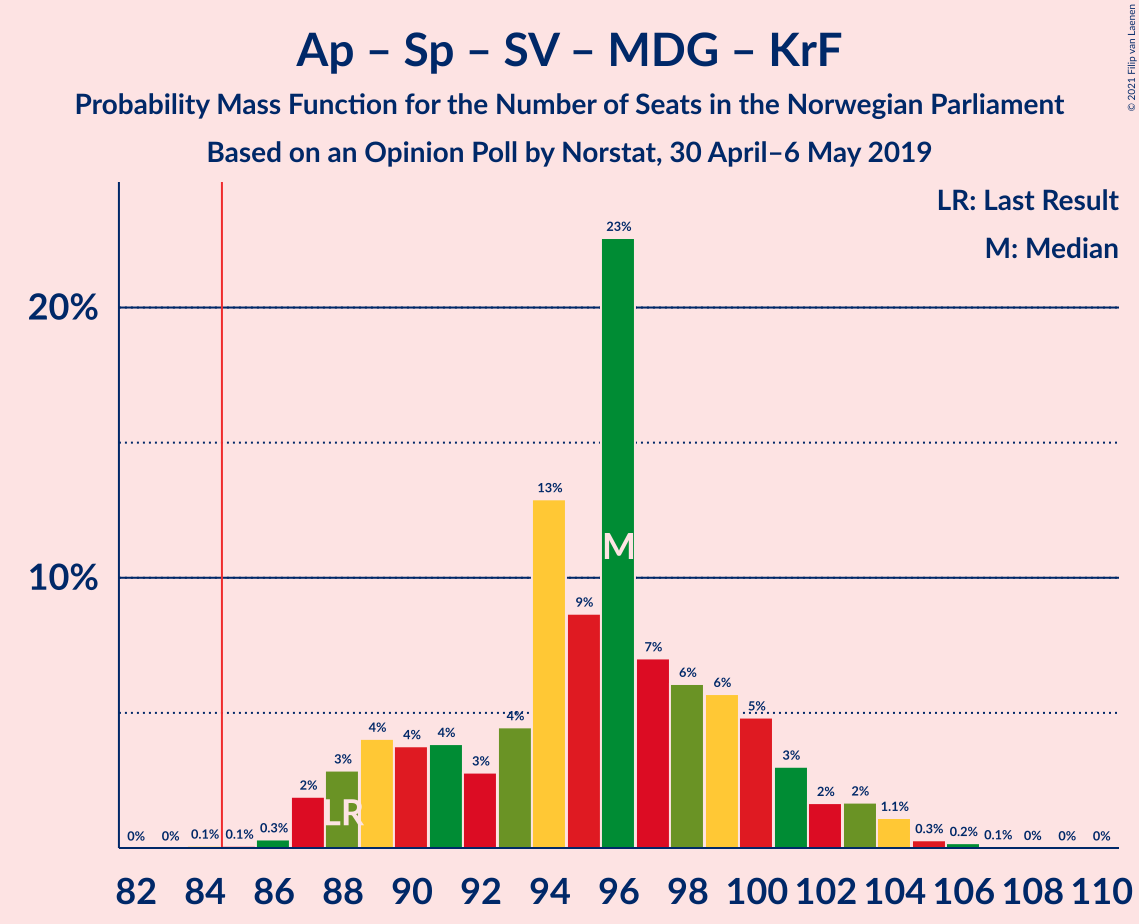 Ap – Sp – SV – MDG – KrF
Probability Mass Function for the Number of Seats in the Norwegian Parliament
Based on an Opinion Poll by Norstat, 30 April–6 May 2019
© 2021 Filip van Laenen
LR: Last Result
M: Median
20%
10%
0% 0% 0.1% 0.1% 0.3% 2% 3% 4% 4% 4% 3% 4% 13% 9% 23% 7% 6% 6% 5% 3% 2% 2% 1.1% 0.3% 0.2% 0.1% 0% 0% 0%
LR
M
82 84 86 88 90 92 94 96 98 100 102 104 106 108 110